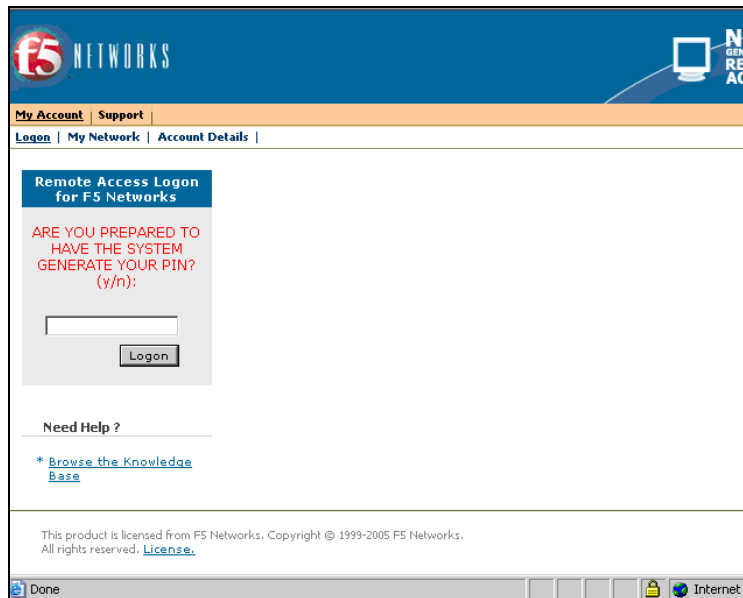 f5 NETWORKS
My Account | Support |
Logon | My Network | Account Details |
Remote Access Logon
for F5 Networks
ARE YOU PREPARED TO
HAVE THE SYSTEM
GENERATE YOUR PIN?
(y/n):
Logon
Need Help ?
* Browse the Knowledge
Base
This product is licensed from F5 Networks. Copyright © 1999-2005 F5 Networks.
All rights reserved. License.
Done
Internet